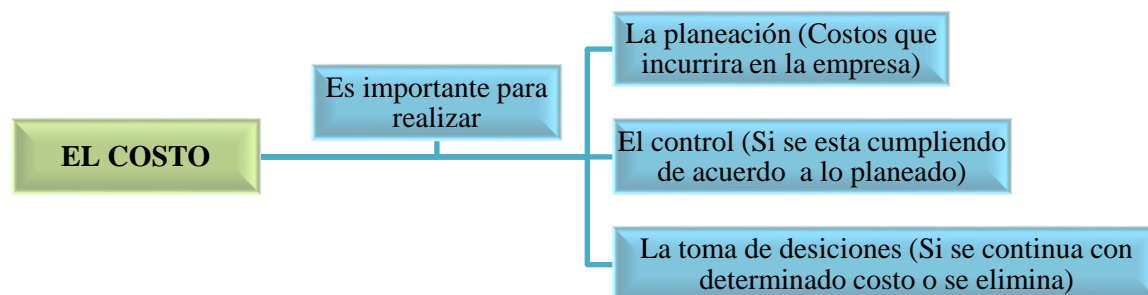 EL COSTO
Es importante para
realizar
La planeación (Costos que
incurrira en la empresa)
El control (Si se esta cumpliendo
de acuerdo a lo planeado)
La toma de desiciones (Si se continua con
determinado costo o se elimina)